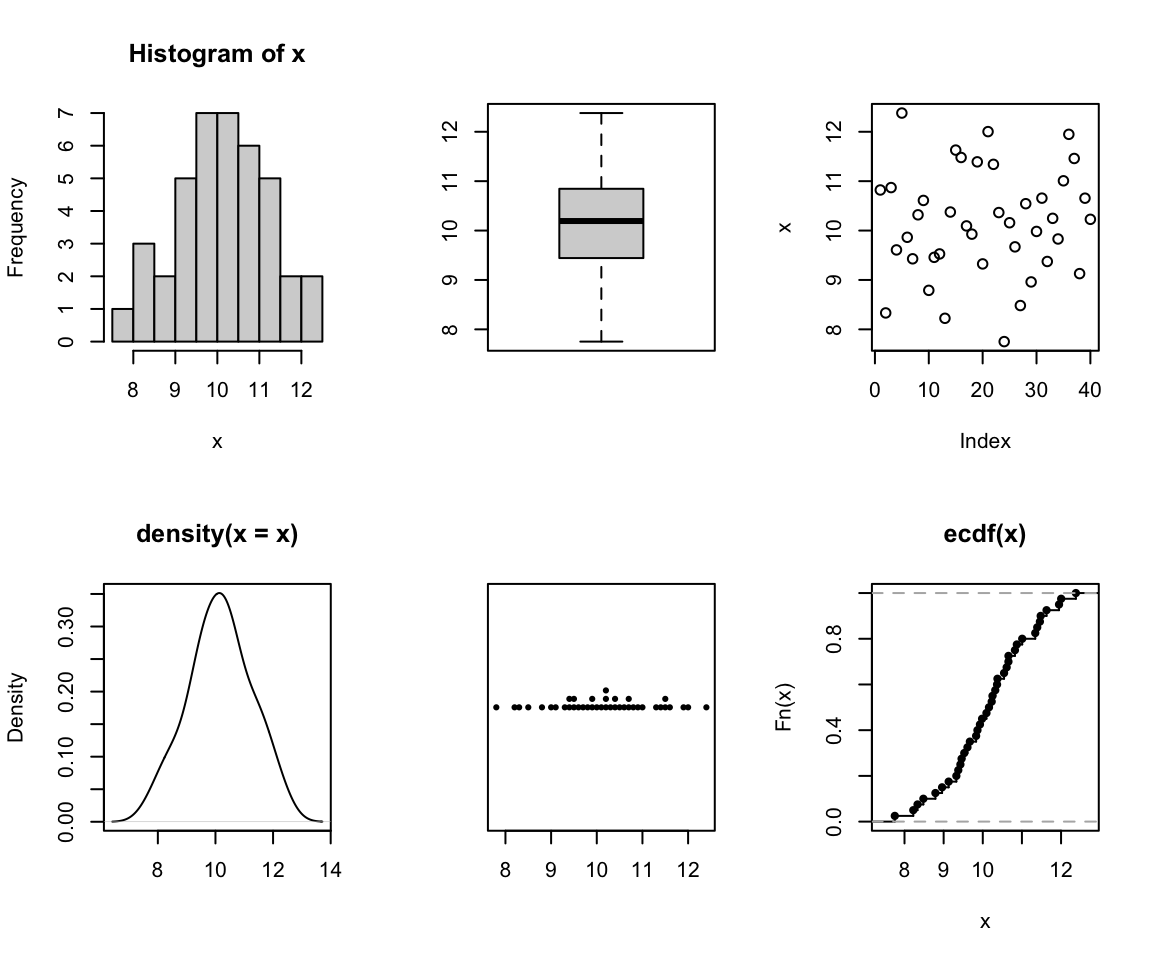 Histogram of x
Frequency
0 1 2 3 4 5 6 7
8 9 10 11 12
x
8 9 10 11 12
x
8 9 10 11 12
0 10 20 30 40
Index
density(x = x)
Density
0.00 0.10 0.20 0.30
8 10 12 14
8 9 10 11 12
ecdf(x)
Fn(x)
0.0 0.4 0.8
8 9 10 12
x